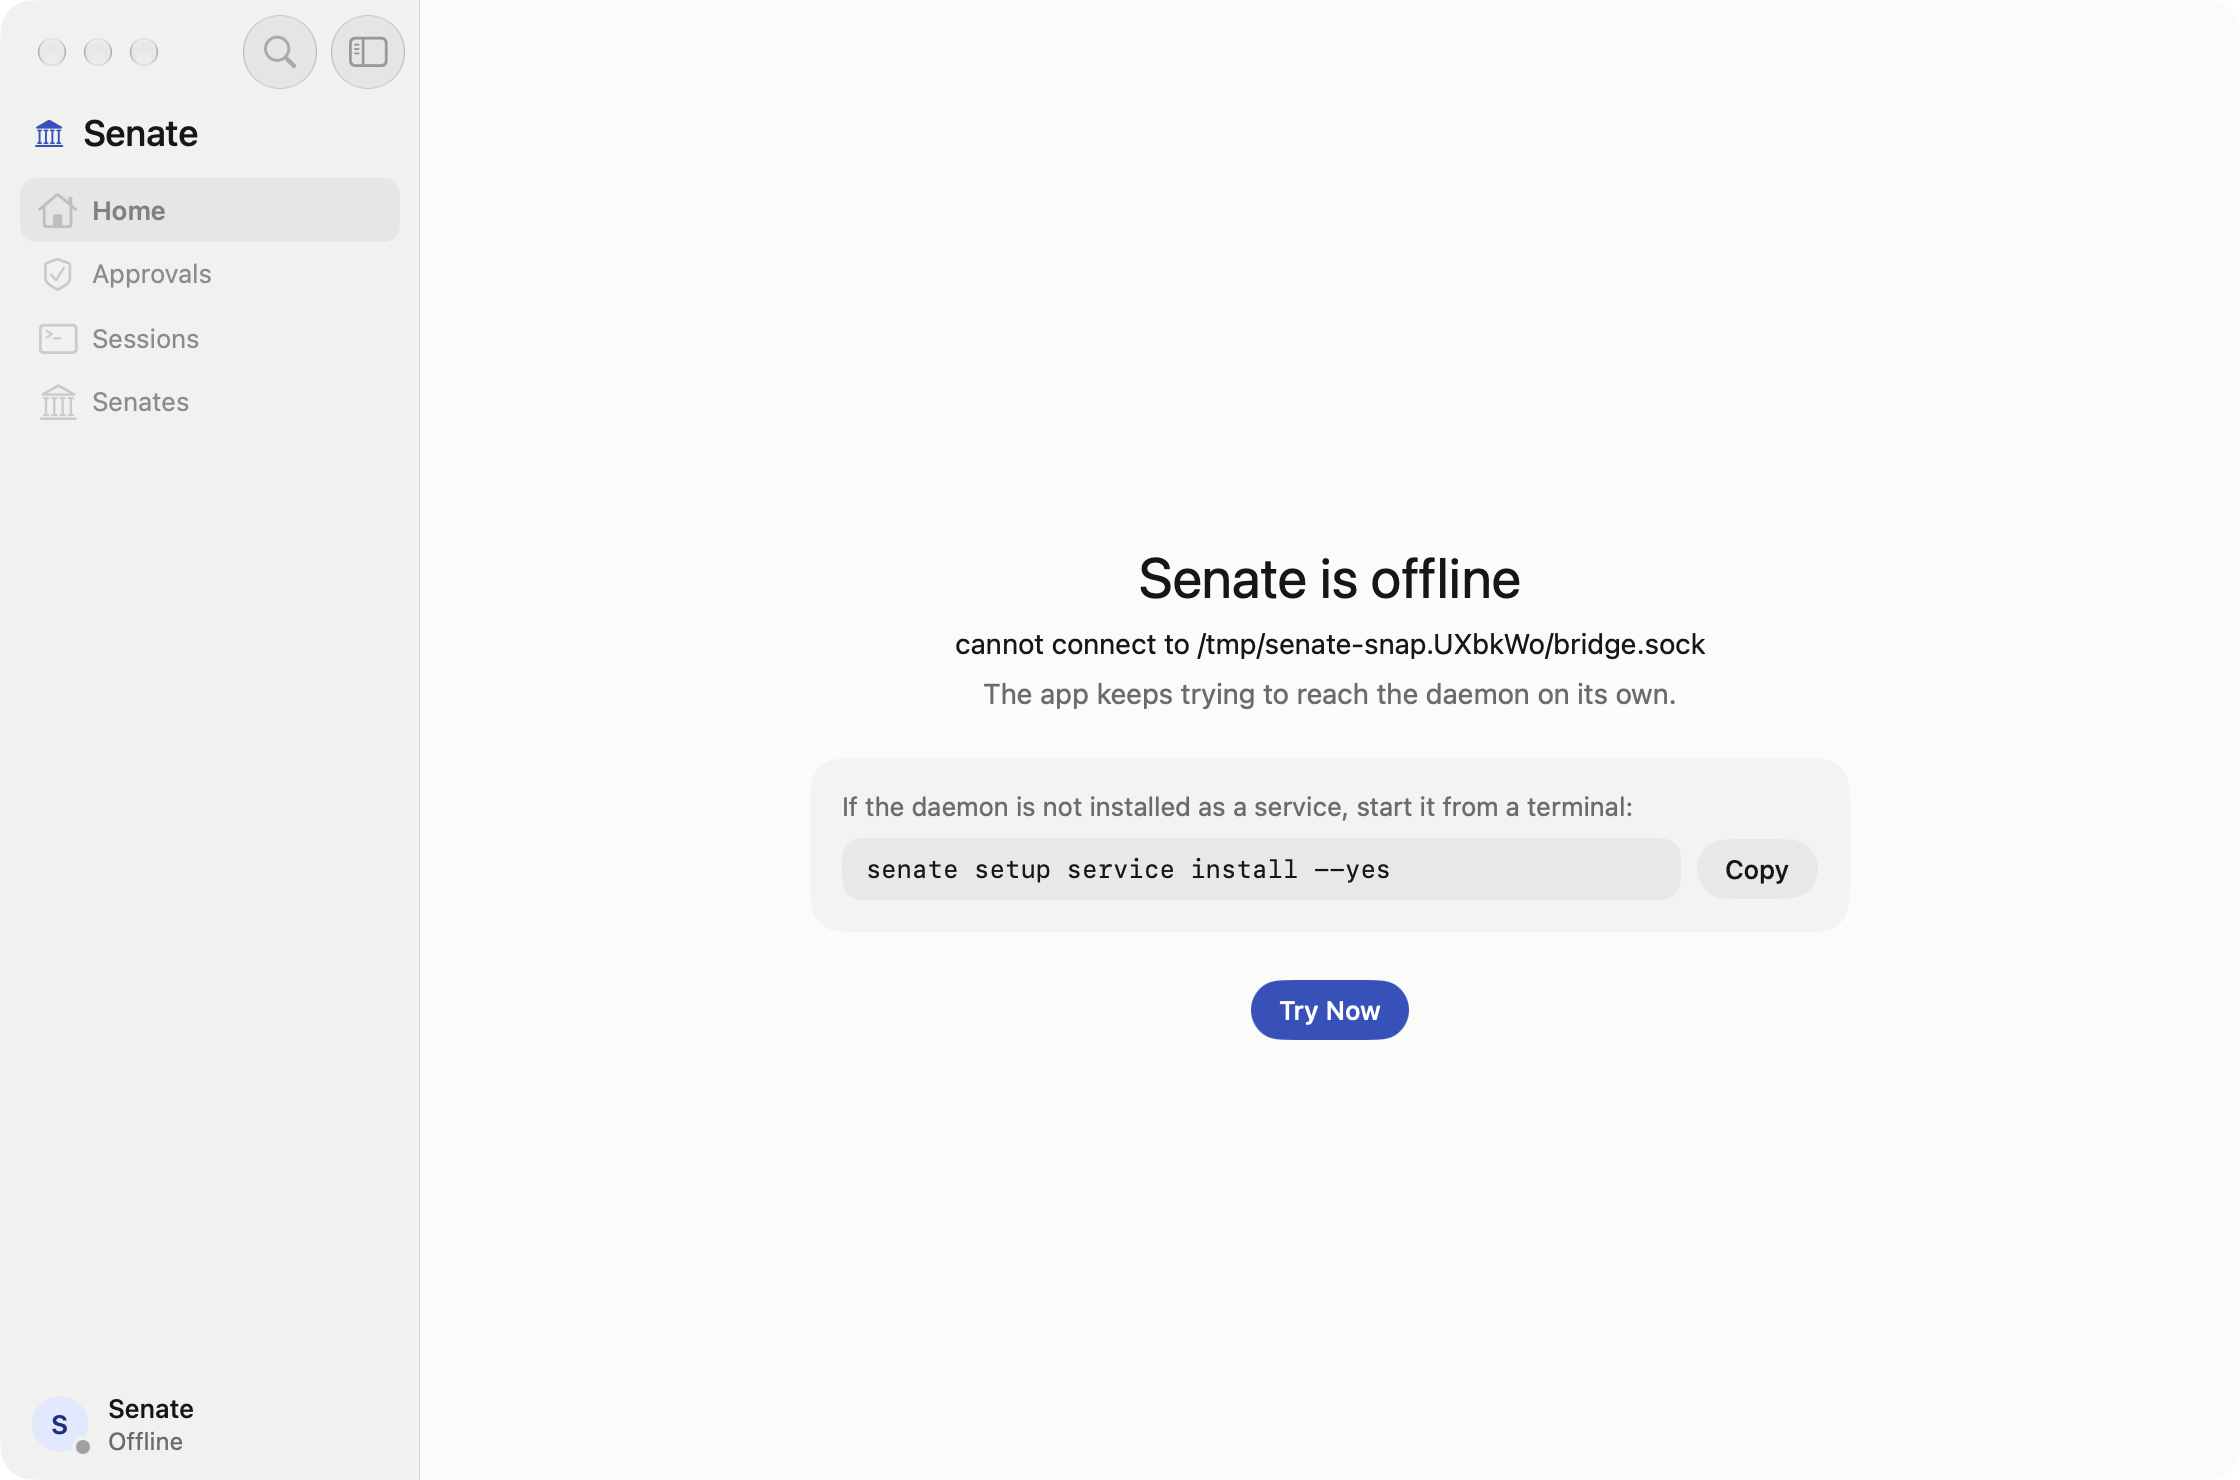 Senate
Home
Approvals
Sessions
Senates
Senate is offline
cannot connect to /tmp/senate-snap.UXbkWo/bridge.sock
The app keeps trying to reach the daemon on its own.
If the daemon is not installed as a service, start it from a terminal:
senate setup service install --yes
Copy
Try Now
S
Senate
Offline